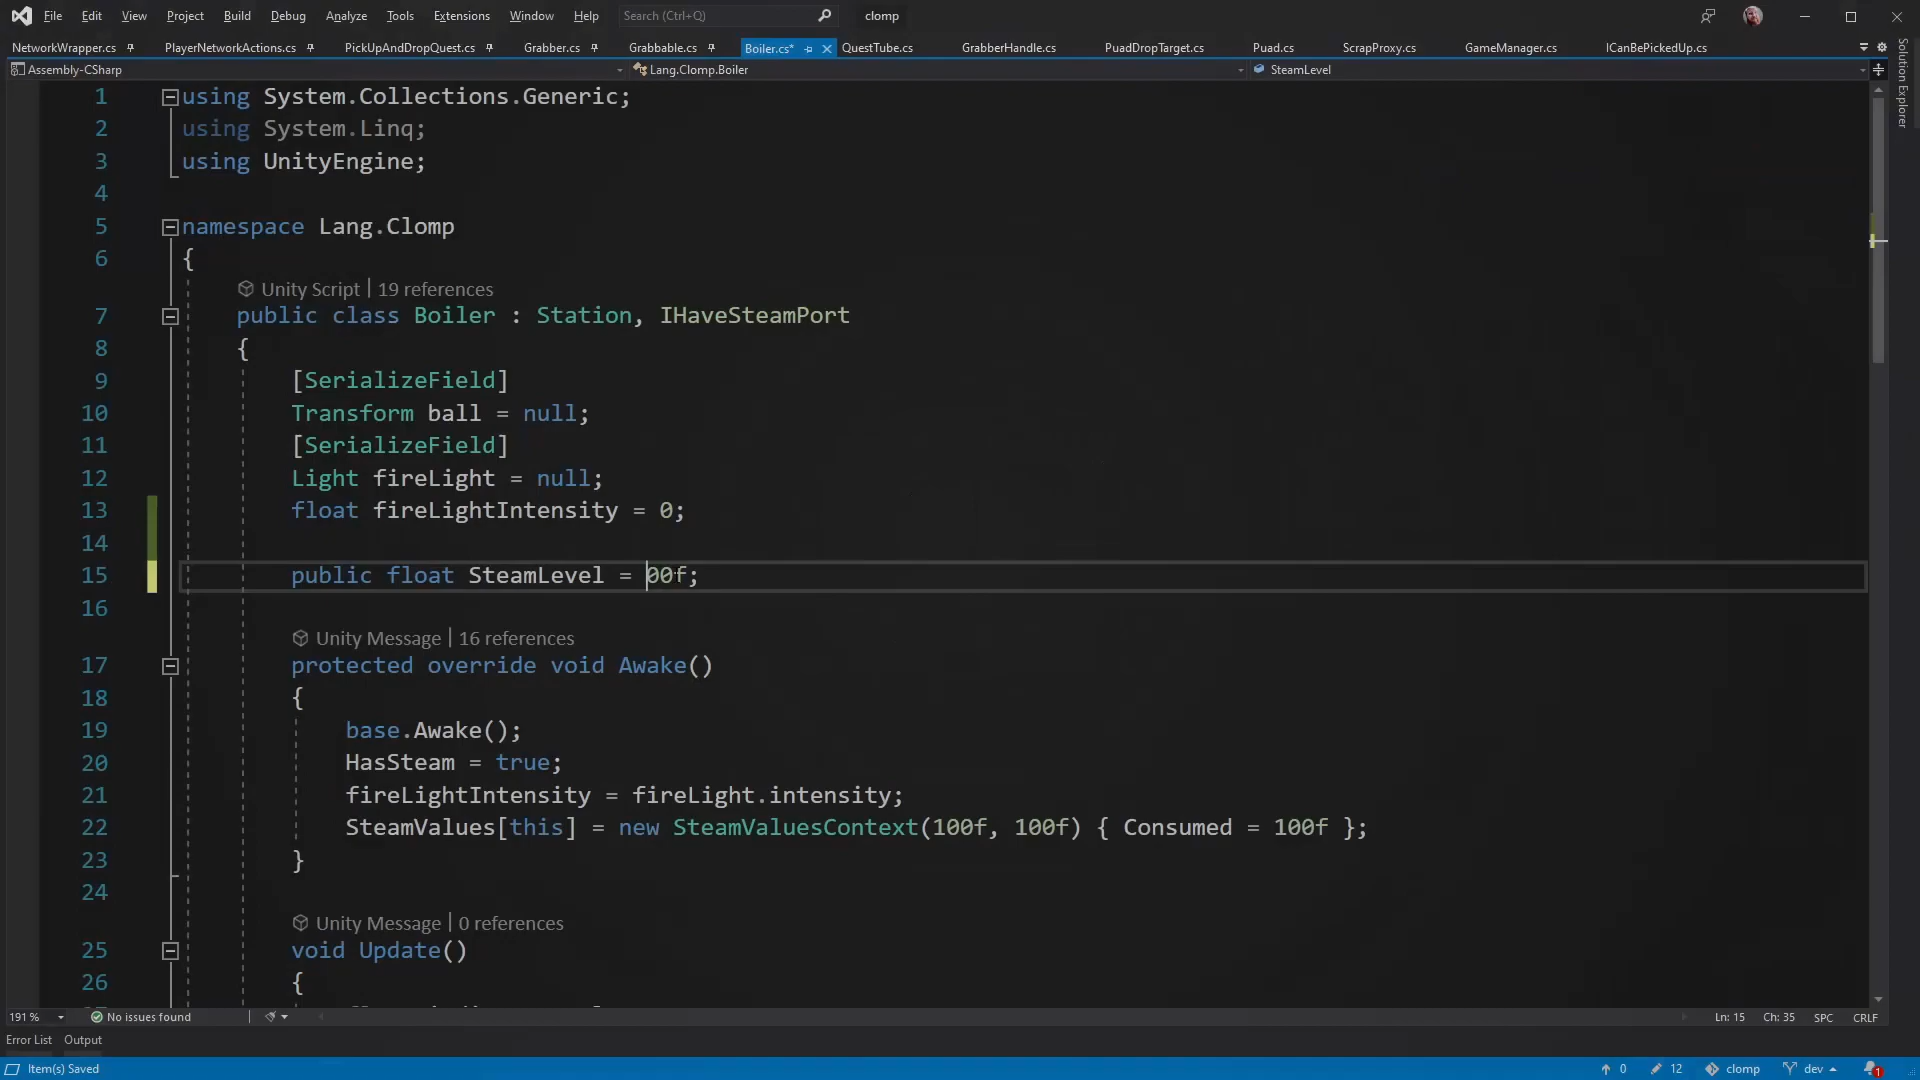 File Edit View Project Build Debug Analyze Tools Extensions Window Help Search (Ctrl+Q) clomp
NetworkWrapper.cs PlayerNetworkActions.cs PickUpAndDropQuest.cs Grabber.cs Grabbable.cs Boiler.cs* QuestTube.cs GrabberHandle.cs PuadDropTarget.cs Puad.cs ScrapProxy.cs GameManager.cs ICanBePickedUp.cs
Solution Explorer
Assembly-CSharp Lang.Clomp.Boiler SteamLevel
1 using System.Collections.Generic;
2 using System.Linq;
3 using UnityEngine;
4
5 namespace Lang.Clomp
6 {
Unity Script | 19 references
7 public class Boiler : Station, IHaveSteamPort
8 {
9 [SerializeField]
10 Transform ball = null;
11 [SerializeField]
12 Light fireLight = null;
13 float fireLightIntensity = 0;
14
15 public float SteamLevel = 00f;
16
Unity Message | 16 references
17 protected override void Awake()
18 {
19 base.Awake();
20 HasSteam = true;
21 fireLightIntensity = fireLight.intensity;
22 SteamValues[this] = new SteamValuesContext(100f, 100f) { Consumed = 100f };
23 }
24
Unity Message | 0 references
25 void Update()
26 {
191 % No issues found Ln: 15 Ch: 35 SPC CRLF
Error List Output
Item(s) Saved 0 12 clomp dev 1